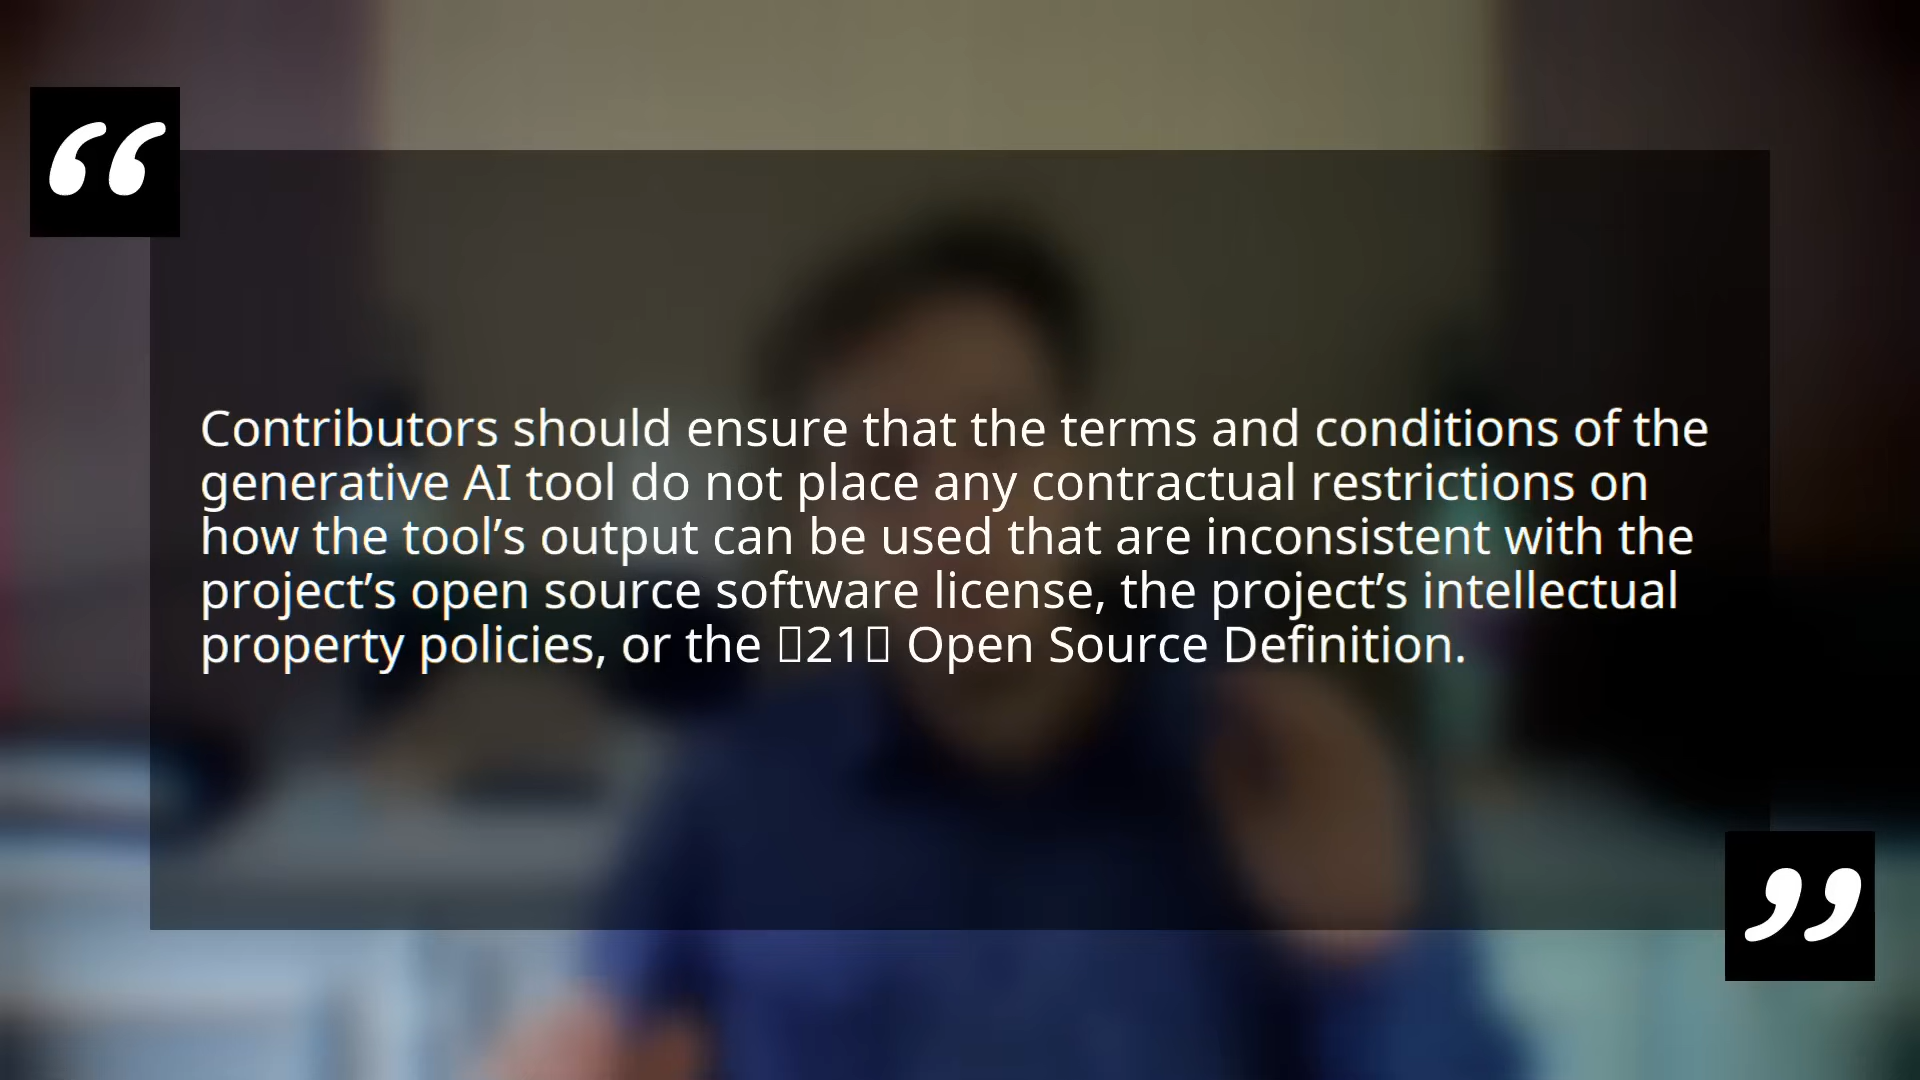 “
Contributors should ensure that the terms and conditions of the
generative AI tool do not place any contractual restrictions on
how the tool’s output can be used that are inconsistent with the
project’s open source software license, the project’s intellectual
property policies, or the 21 Open Source Definition.
”